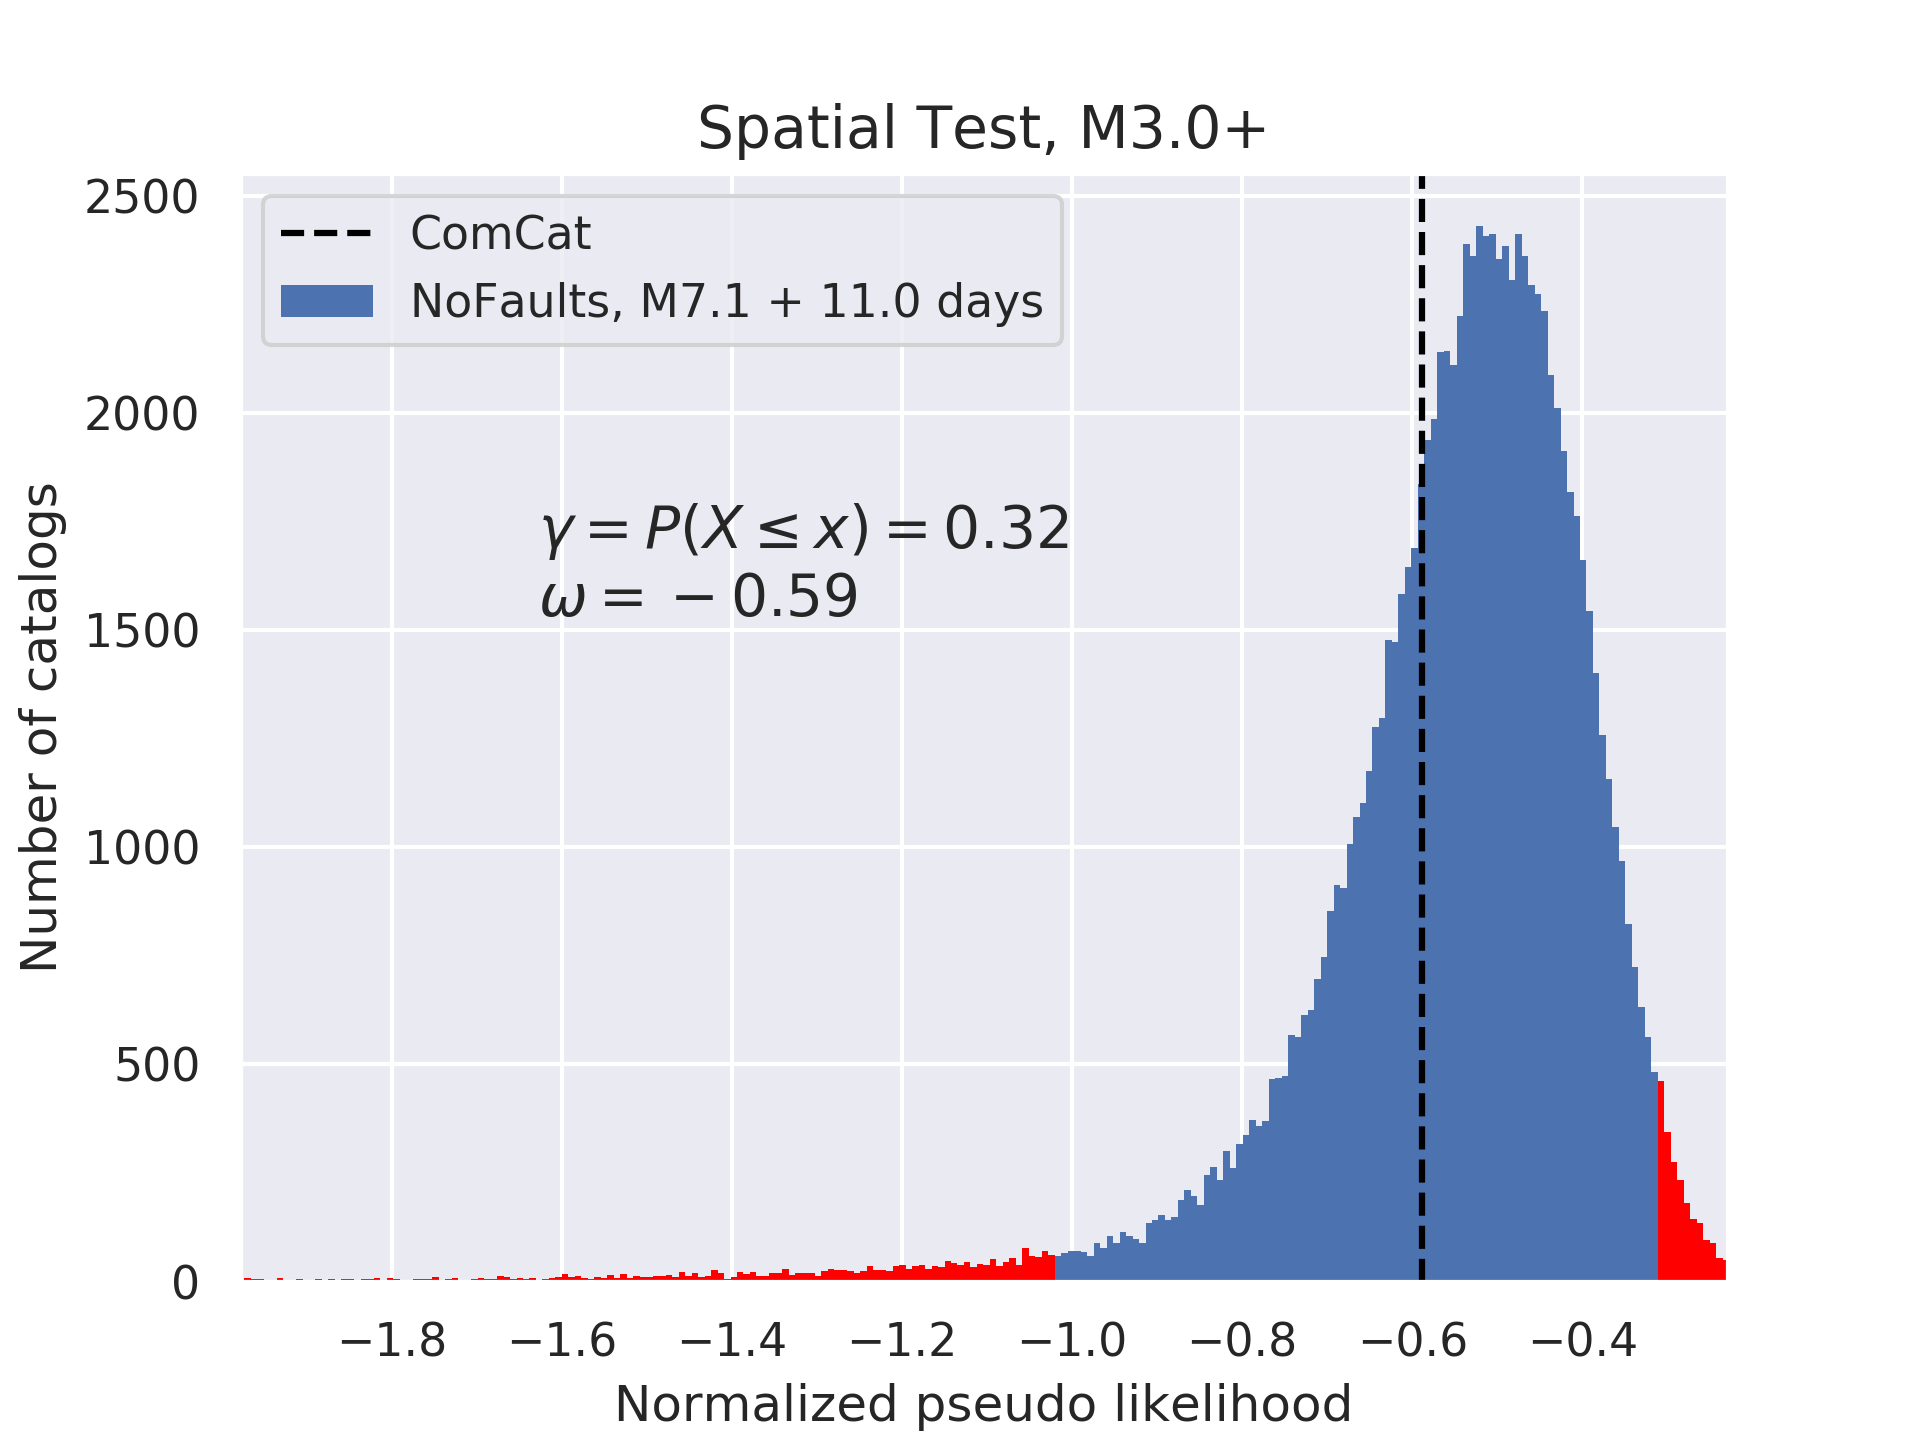 Spatial Test, M3.0+
ComCat
NoFaults, M7.1 + 11.0 days
γ = P(X ≤ x) = 0.32
ω = −0.59
Number of catalogs
2500
2000
1500
1000
500
0
−1.8 −1.6 −1.4 −1.2 −1.0 −0.8 −0.6 −0.4
Normalized pseudo likelihood